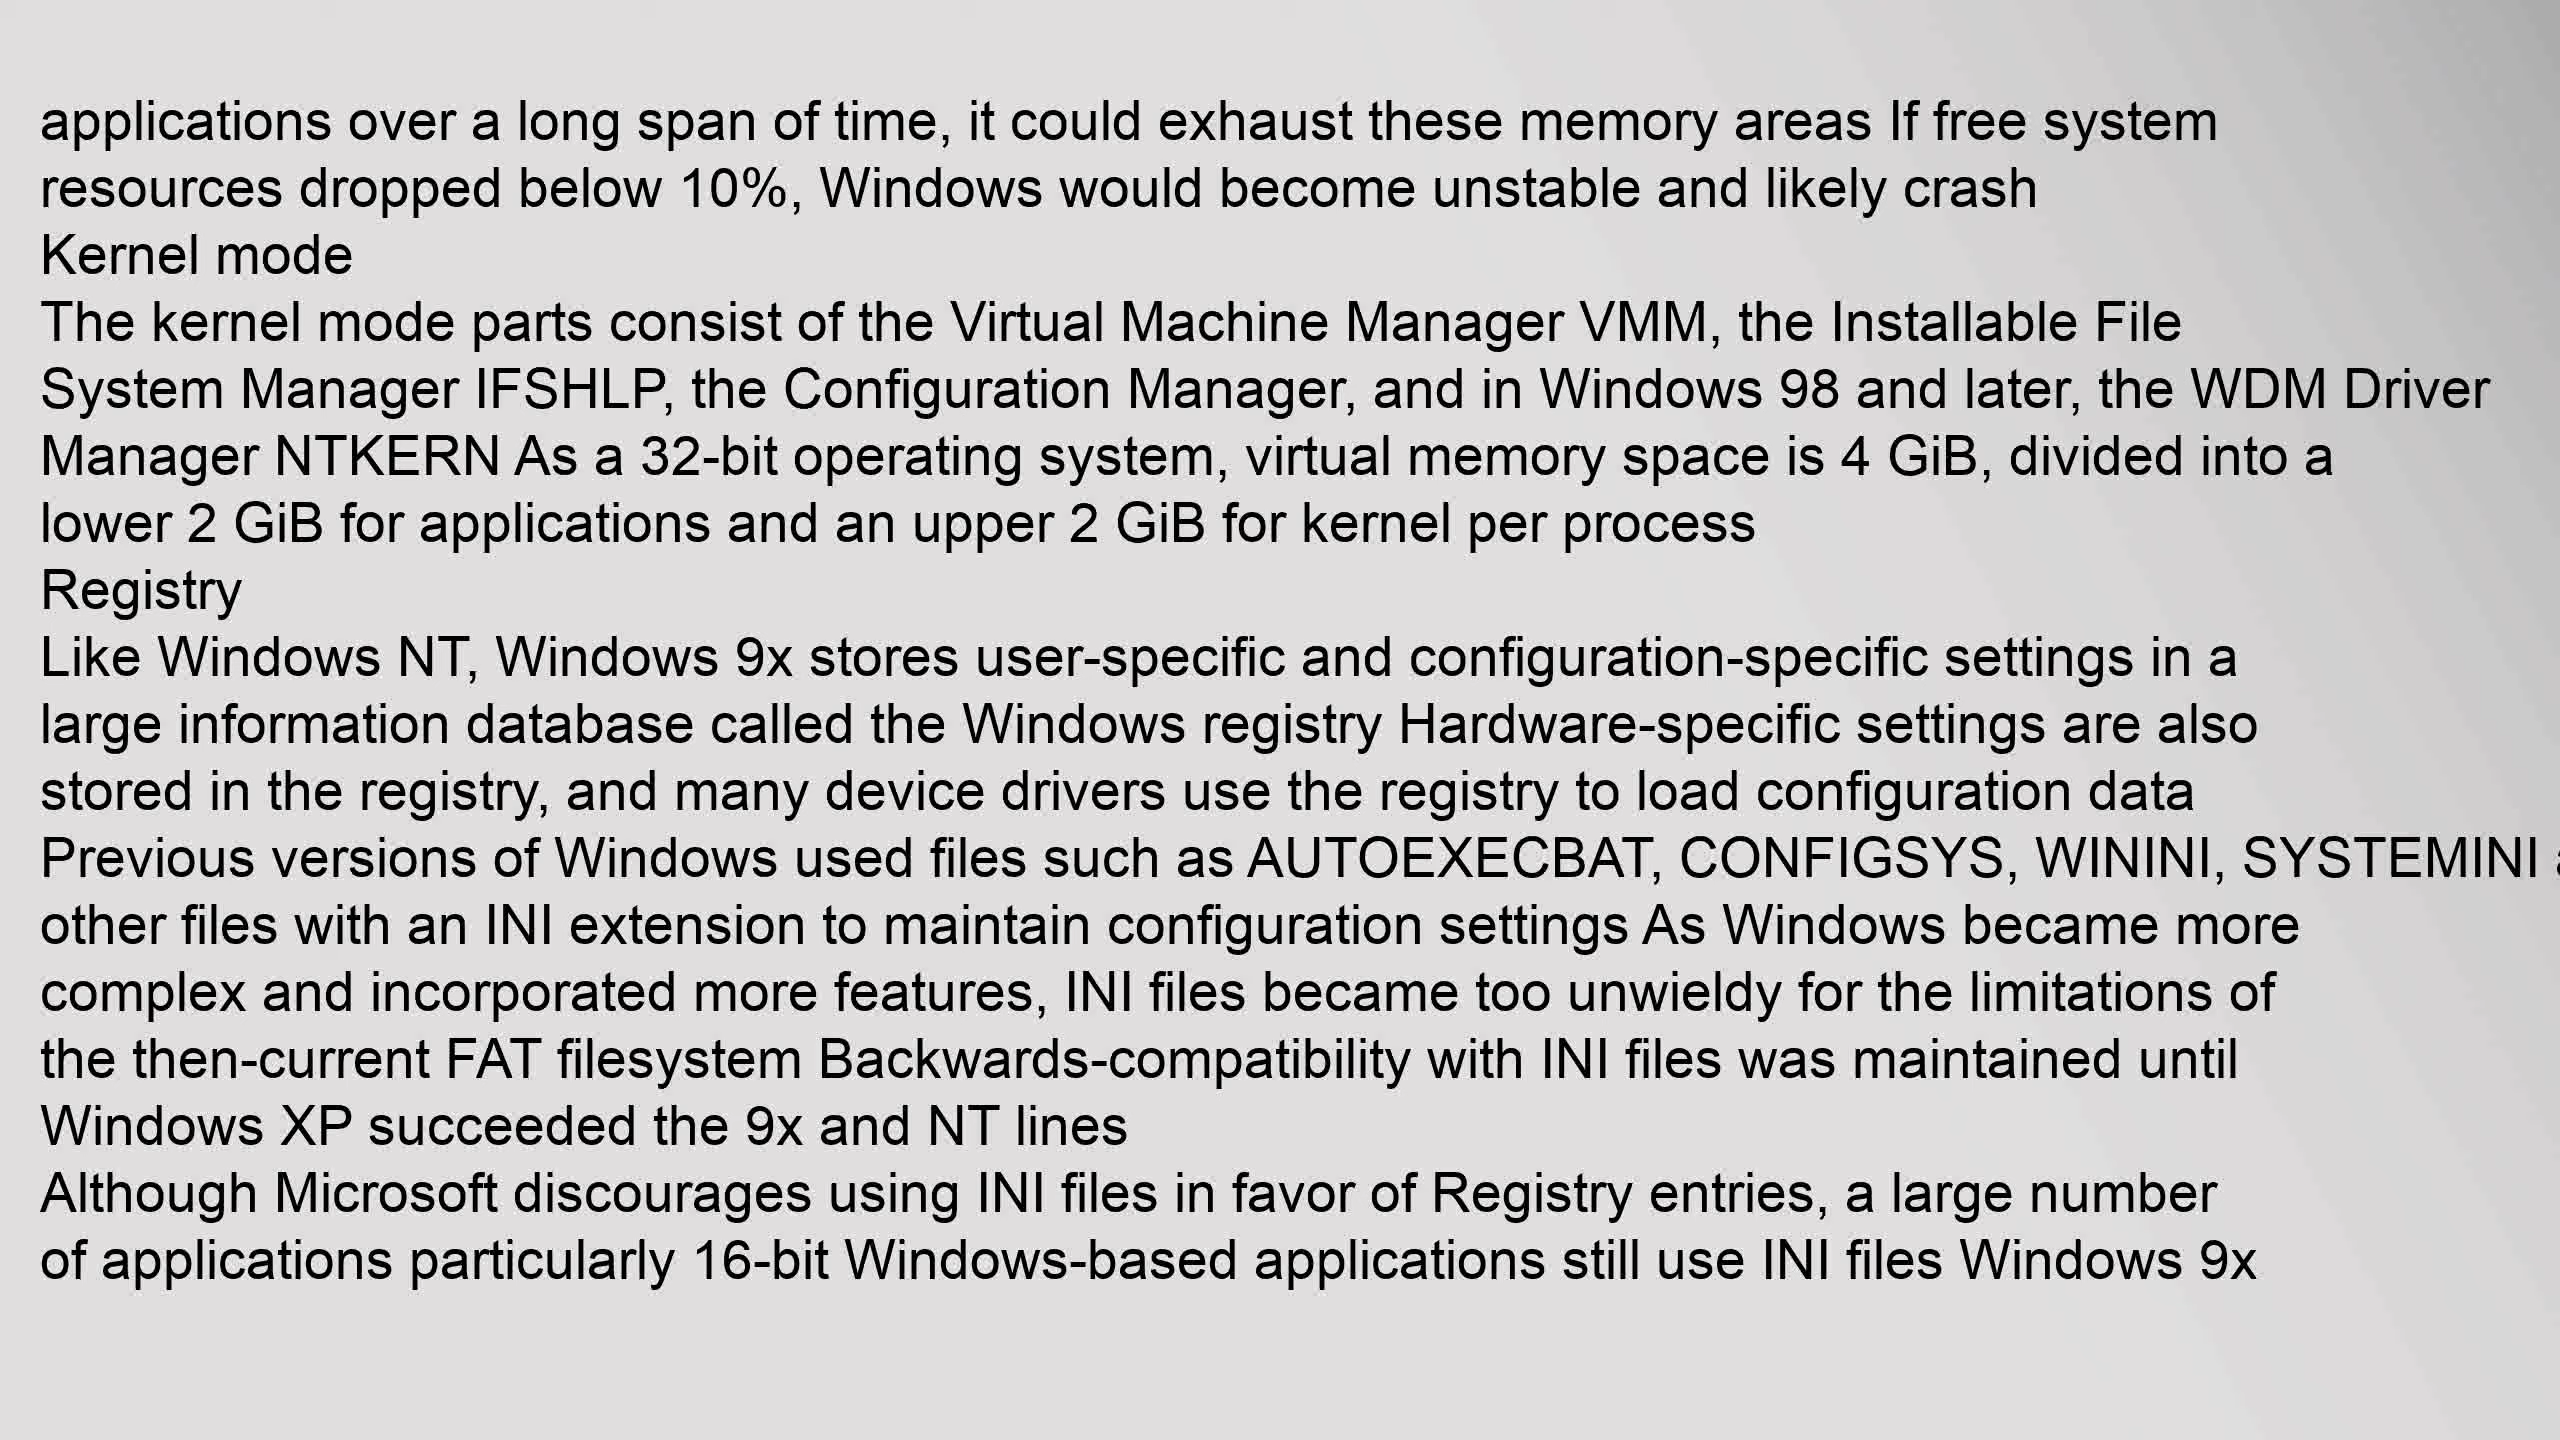 applications over a long span of time, it could exhaust these memory areas If free system
resources dropped below 10%, Windows would become unstable and likely crash
Kernel mode
The kernel mode parts consist of the Virtual Machine Manager VMM, the Installable File
System Manager IFSHLP, the Configuration Manager, and in Windows 98 and later, the WDM Driver
Manager NTKERN As a 32-bit operating system, virtual memory space is 4 GiB, divided into a
lower 2 GiB for applications and an upper 2 GiB for kernel per process
Registry
Like Windows NT, Windows 9x stores user-specific and configuration-specific settings in a
large information database called the Windows registry Hardware-specific settings are also
stored in the registry, and many device drivers use the registry to load configuration data
Previous versions of Windows used files such as AUTOEXECBAT, CONFIGSYS, WININI, SYSTEMINI
other files with an INI extension to maintain configuration settings As Windows became more
complex and incorporated more features, INI files became too unwieldy for the limitations of
the then-current FAT filesystem Backwards-compatibility with INI files was maintained until
Windows XP succeeded the 9x and NT lines
Although Microsoft discourages using INI files in favor of Registry entries, a large number
of applications particularly 16-bit Windows-based applications still use INI files Windows 9x